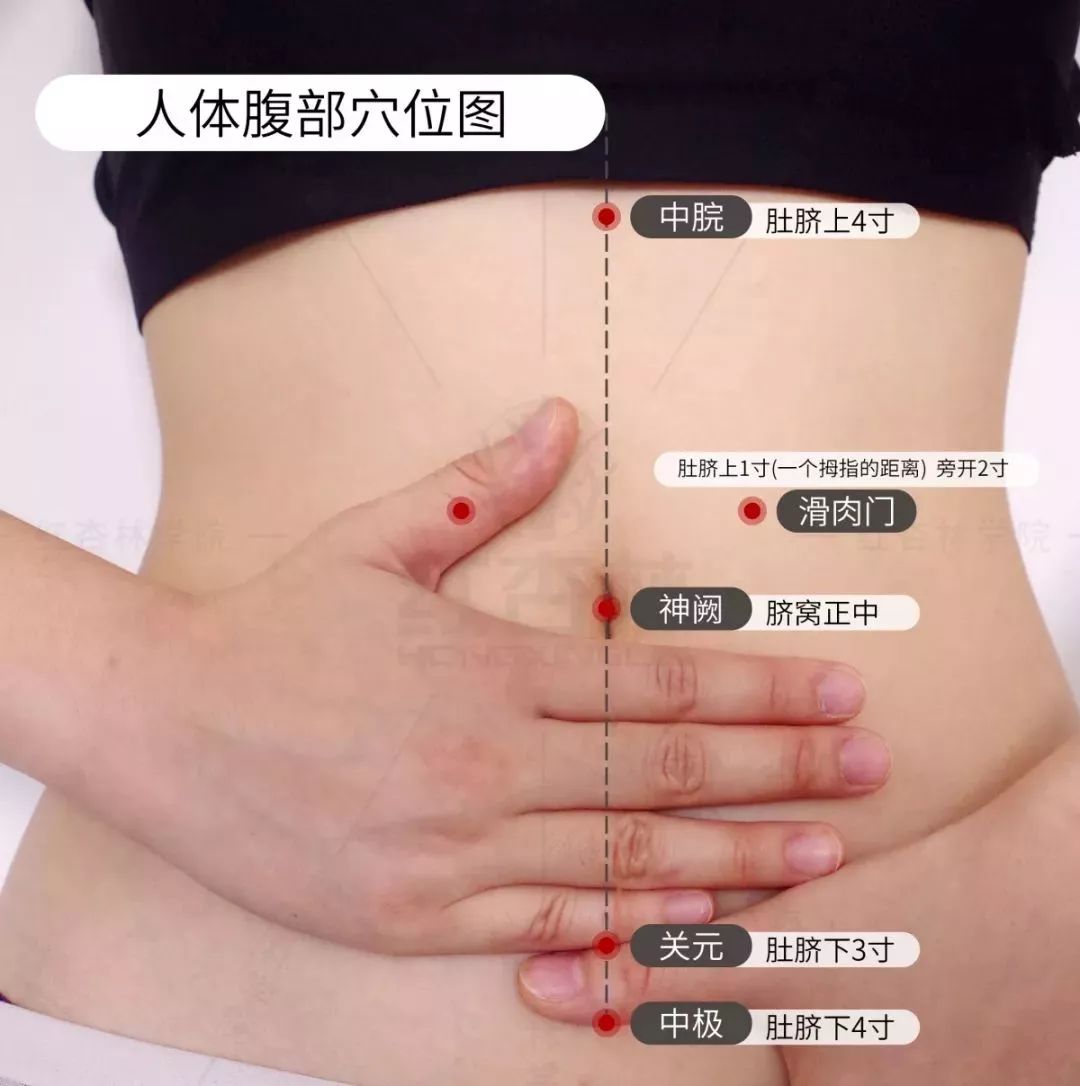 人体腹部穴位图
中脘 肚脐上4寸
肚脐上1寸(一个拇指的距离) 旁开2寸
滑肉门
神阙 脐窝正中
关元 肚脐下3寸
中极 肚脐下4寸